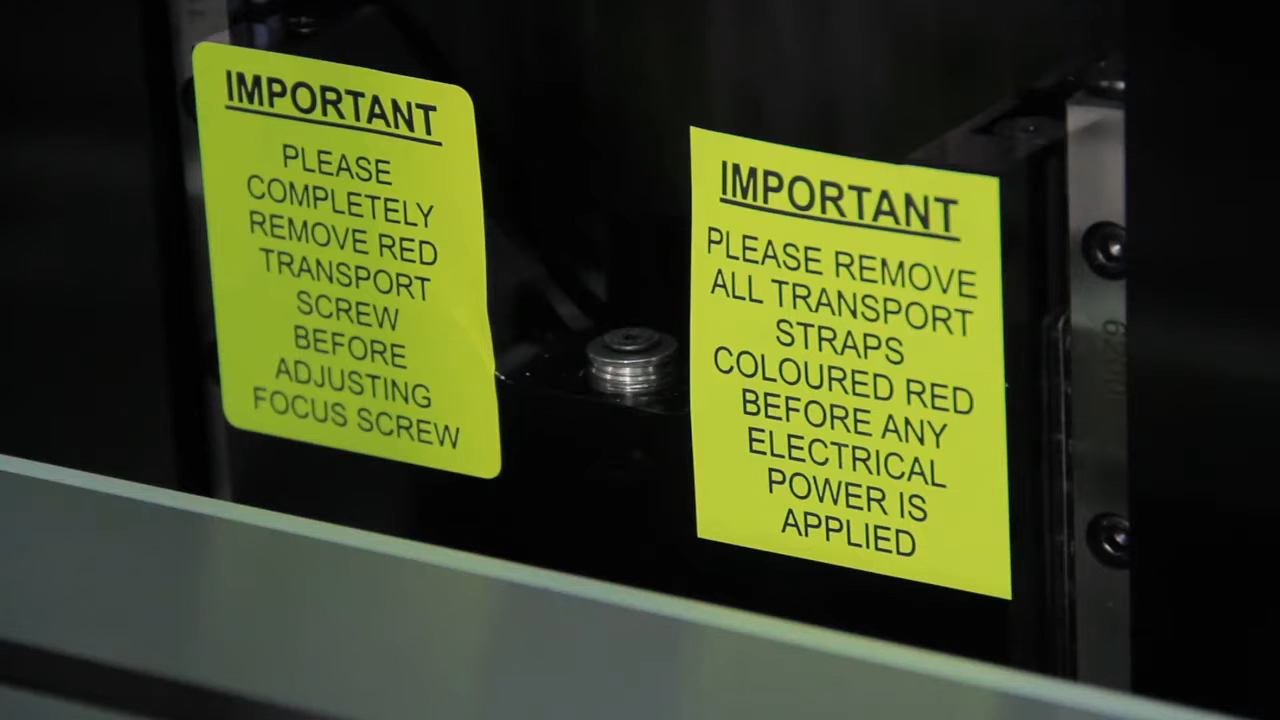 IMPORTANT
PLEASE
COMPLETELY
REMOVE RED
TRANSPORT
SCREW
BEFORE
ADJUSTING
FOCUS SCREW
IMPORTANT
PLEASE REMOVE
ALL TRANSPORT
STRAPS
COLOURED RED
BEFORE ANY
ELECTRICAL
POWER IS
APPLIED